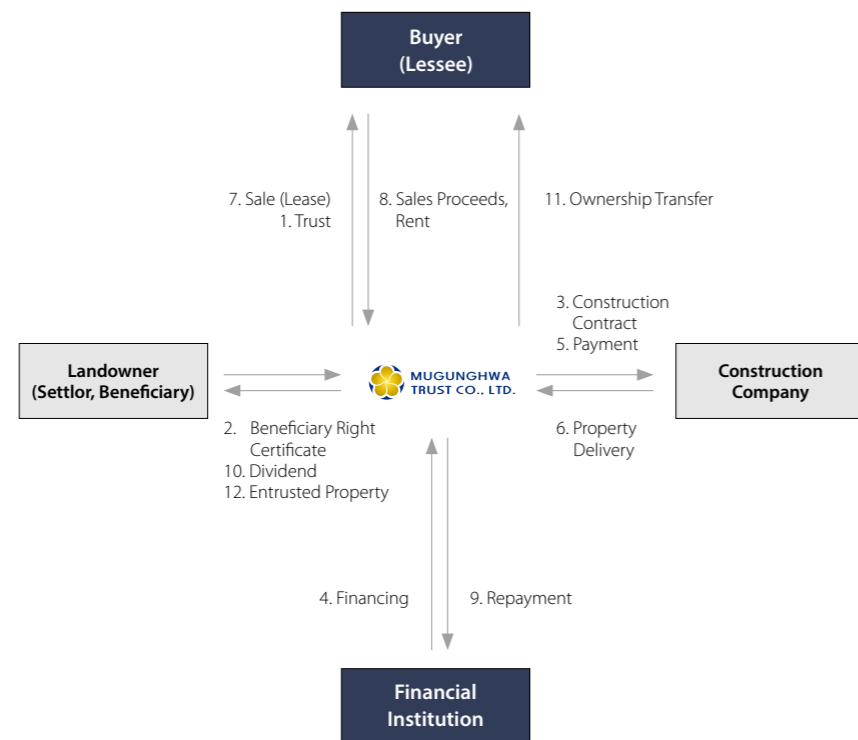 Buyer
(Lessee)
7. Sale (Lease)
1. Trust
8. Sales Proceeds,
Rent
11. Ownership Transfer
3. Construction
Contract
5. Payment
Landowner
(Settlor, Beneficiary)
MUGUNGHWA
TRUST CO., LTD.
Construction
Company
2. Beneficiary Right
Certificate
10. Dividend
12. Entrusted Property
6. Property
Delivery
4. Financing
9. Repayment
Financial
Institution